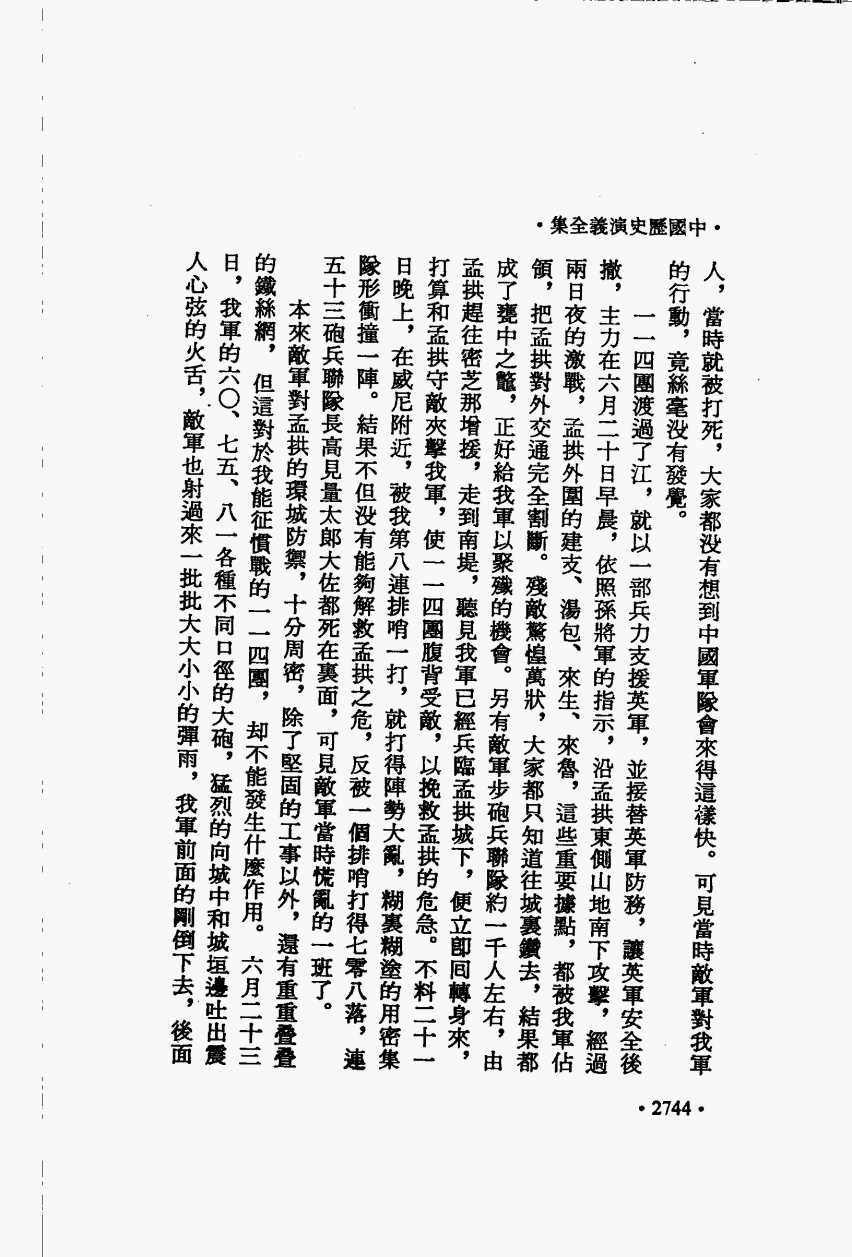 •中國歷史演義全集•
人，當時就被打死，大家都没有想到中國軍隊會來得這樣快。可見當時敵軍對我軍
的行動，竟絲毫没有發覺。
一一四團渡過了江，就以一部兵力支援英軍，並接替英軍防務，讓英軍安全後
撤，主力在六月二十日早晨，依照孫將軍的指示，沿孟拱東側山地南下攻擊，經過
兩日夜的激戰，孟拱外圍的建支、湯包、來生、來魯，這些重要據點，都被我軍佔
領，把孟拱對外交通完全割斷。殘敵驚惶萬狀，大家都只知道往城裏鑽去，結果都
成了甕中之鼈，正好給我軍以聚殲的機會。另有敵軍步砲兵聯隊約一千人左右，由
孟拱趕往密芝那增援，走到南堤，聽見我軍已經兵臨孟拱城下，便立卽囘轉身來，
打算和孟拱守敵夾擊我軍，使一一四團腹背受敵，以挽救孟拱的危急。不料二十一
日晚上，在威尼附近，被我第八連排哨一打，就打得陣勢大亂，糊裏糊塗的用密集
隊形衝撞一陣。結果不但没有能夠解救孟拱之危，反被一個排哨打得七零八落，連
五十三砲兵聯隊長高見量太郎大佐都死在裏面，可見敵軍當時慌亂的一班了。
本來敵軍對孟拱的環城防禦，十分周密，除了堅固的工事以外，還有重重疊疊
的鐵絲網，但這對於我能征慣戰的一一四團，却不能發生什麼作用。六月二十三
日，我軍的六〇、七五、八一各種不同口徑的大砲，猛烈的向城中和城垣邊吐出震
人心弦的火舌，敵軍也射過來一批批大大小小的彈雨，我軍前面的剛倒下去，後面
•2744•